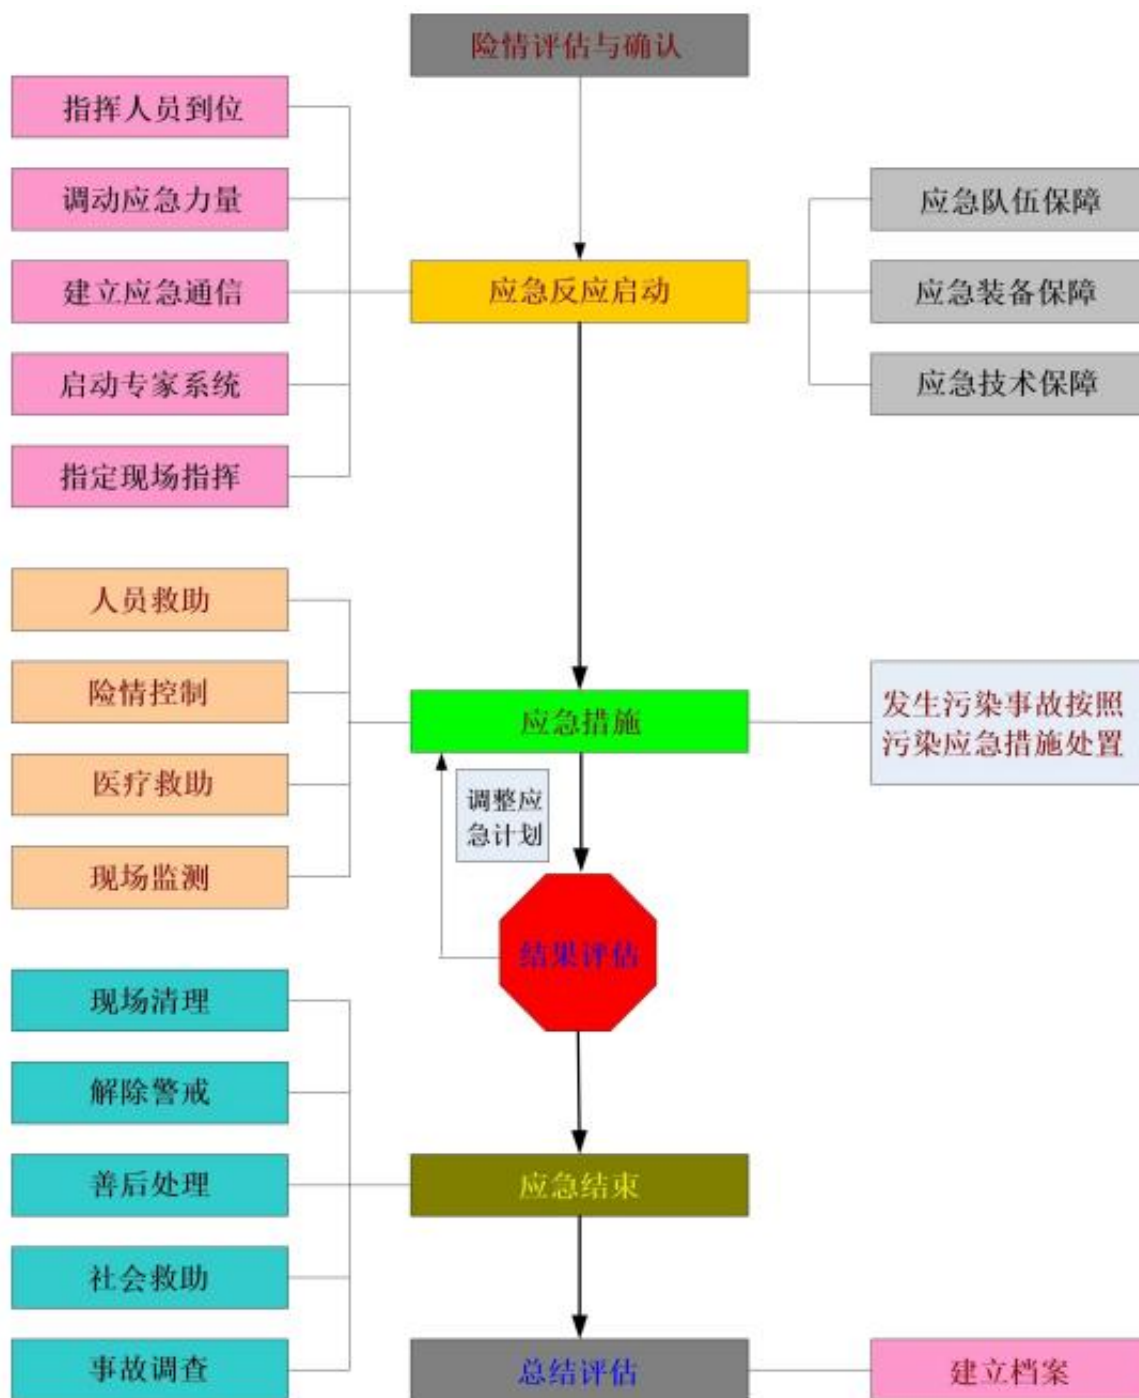 险情评估与确认
指挥人员到位
调动应急力量
应急队伍保障
建立应急通信
应急反应启动
应急装备保障
启动专家系统
应急技术保障
指定现场指挥
人员救助
险情控制
应急措施
发生污染事故按照
污染应急措施处置
医疗救助
调整应
急计划
现场监测
结果评估
现场清理
解除警戒
善后处理
应急结束
社会救助
事故调查
总结评估
建立档案